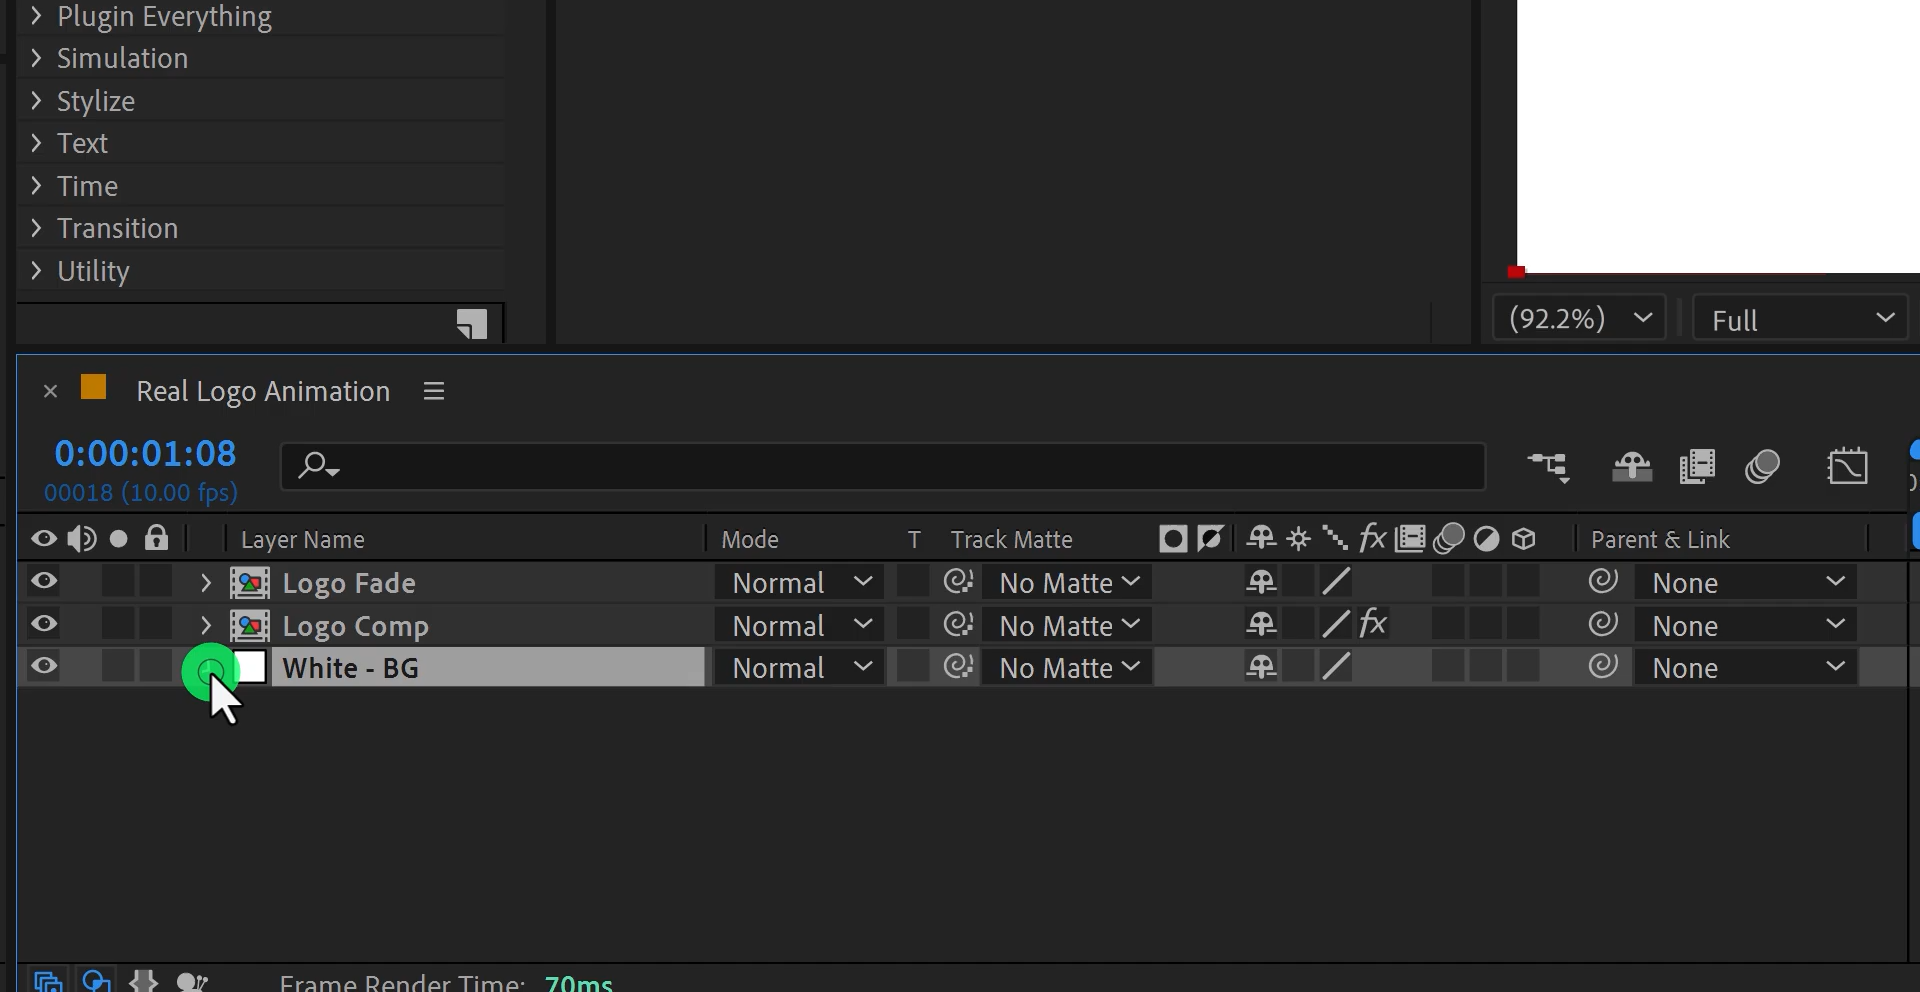 Plugin Everything
Simulation
Stylize
Text
Time
Transition
Utility
(92.2%) Full
Real Logo Animation
0:00:01:08
00018 (10.00 fps)
Layer Name Mode T Track Matte fx Parent & Link
Logo Fade Normal No Matte None
Logo Comp Normal No Matte fx None
White - BG Normal No Matte None
Frame Render Time: 70ms